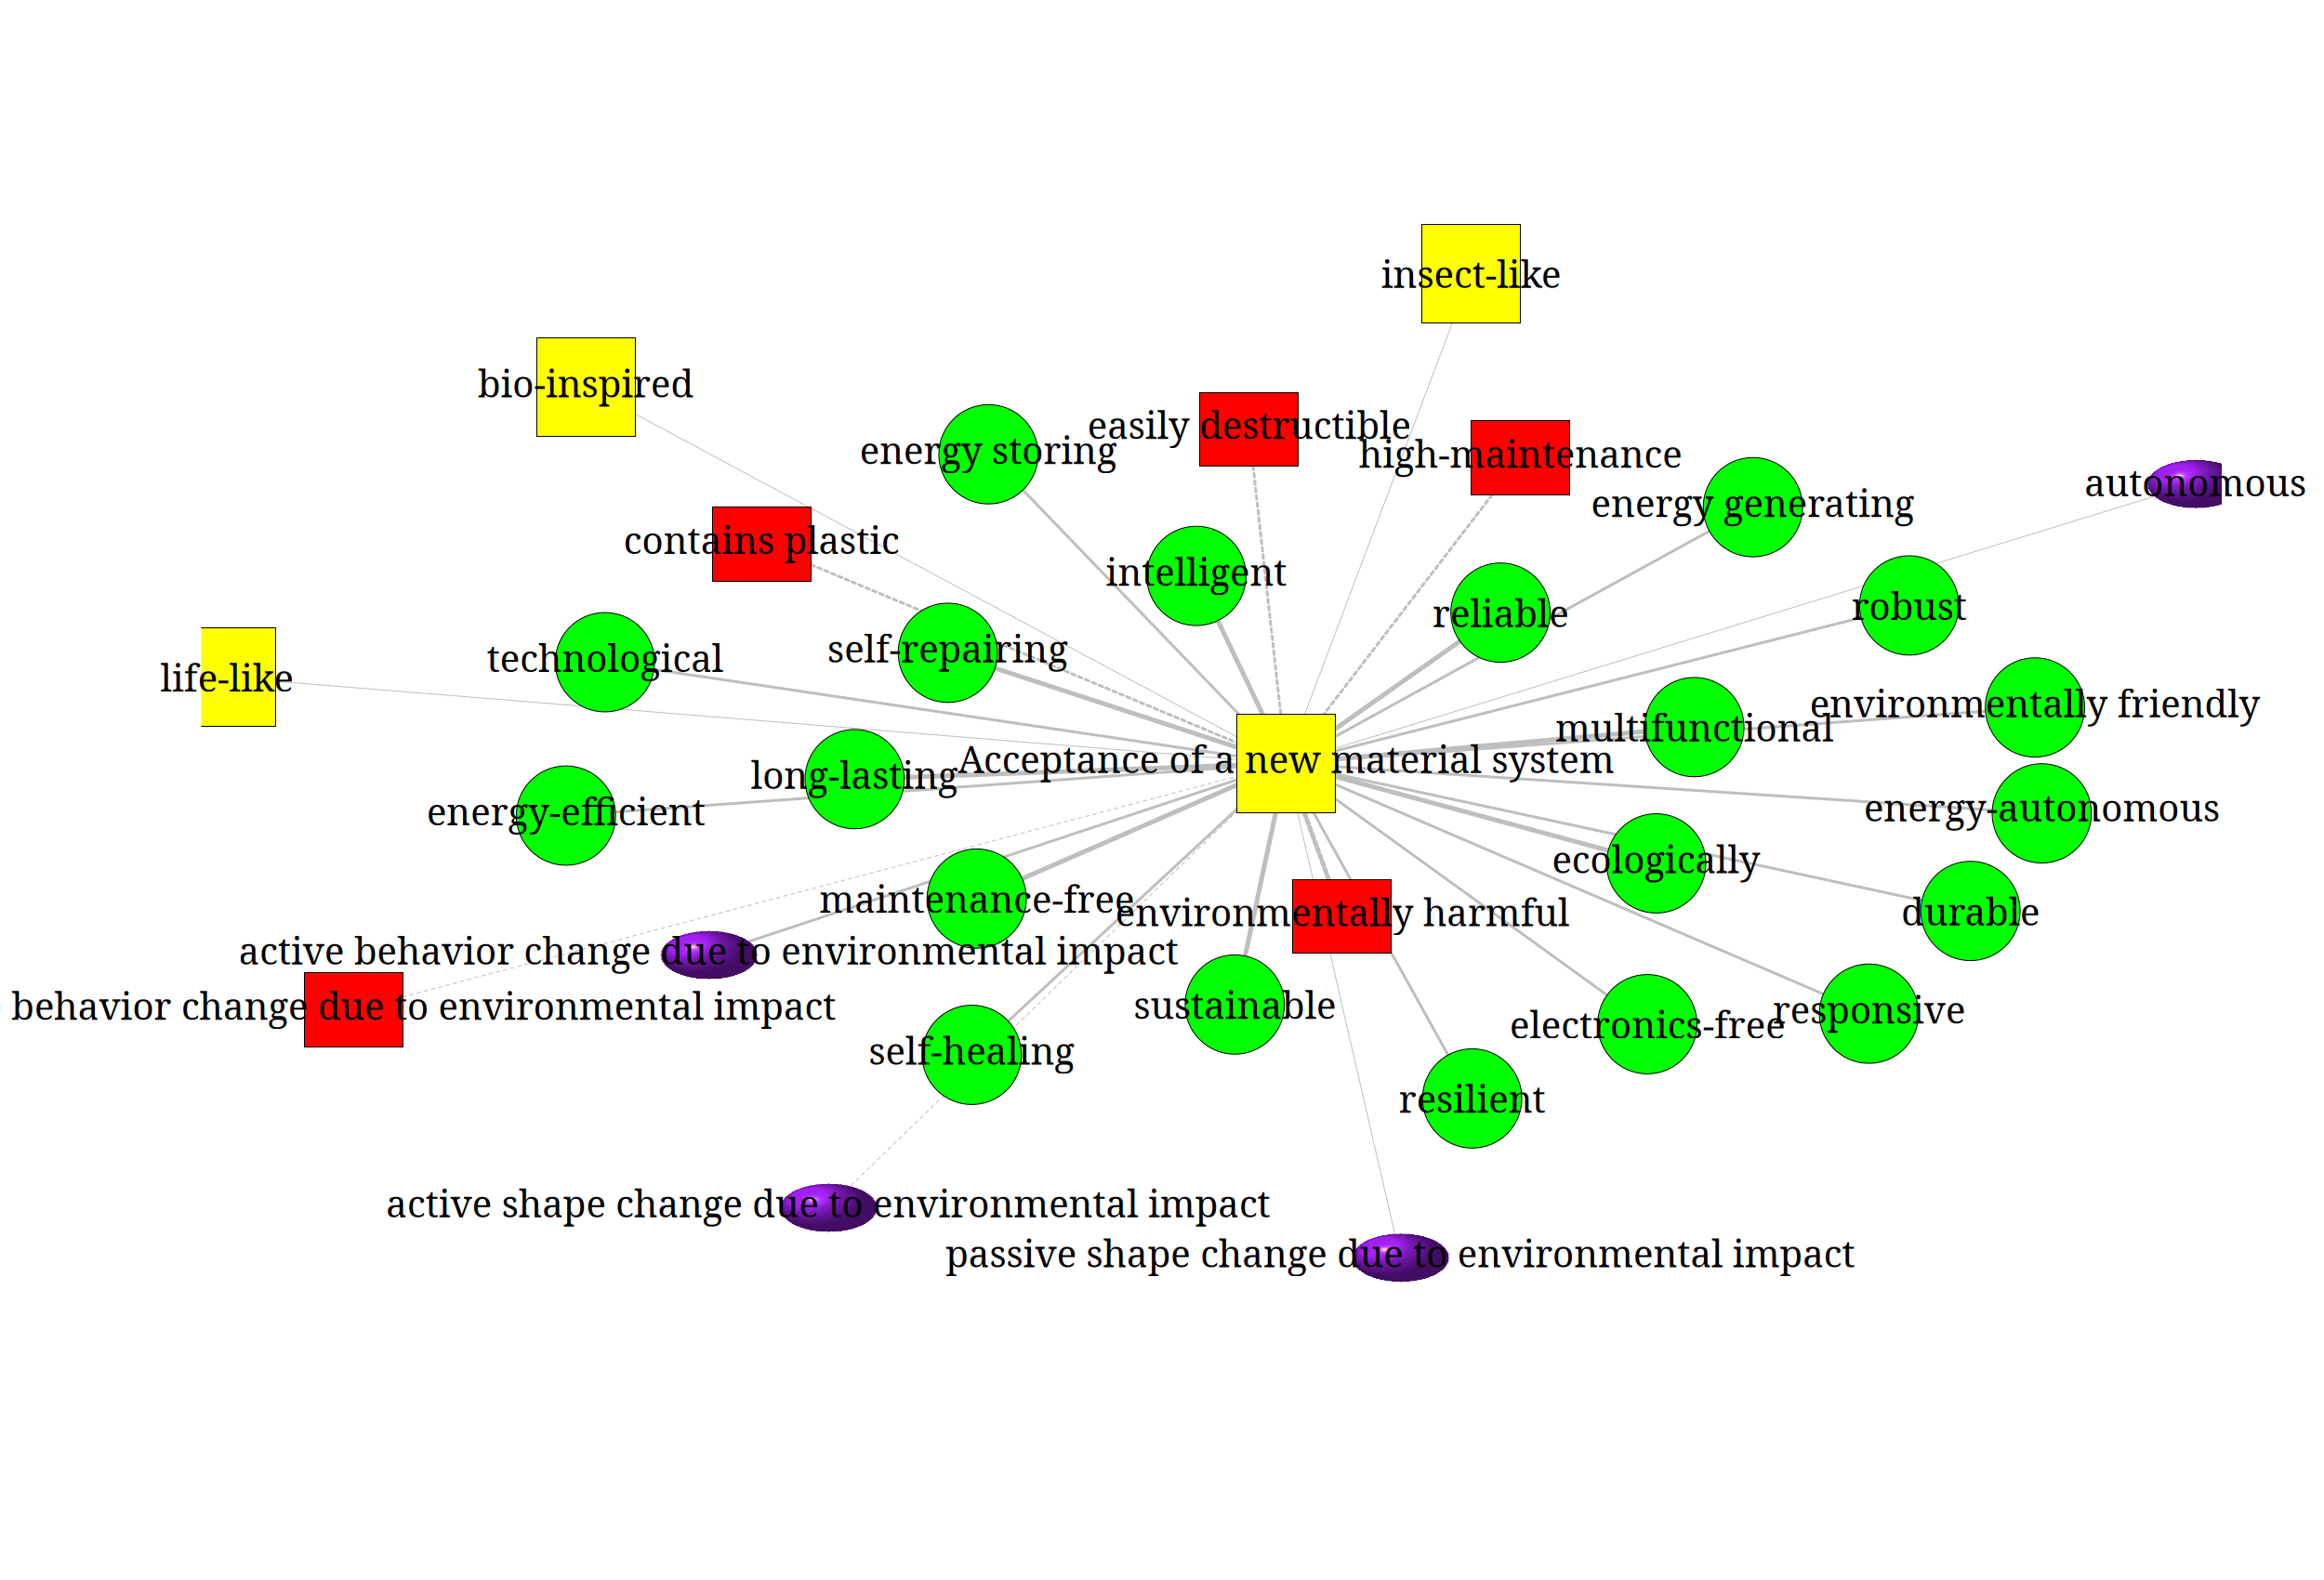 insect-like
bio-inspired
easily destructible
energy storing
high-maintenance
autonomous
energy generating
contains plastic
intelligent
robust
reliable
self-repairing
technological
life-like
environmentally friendly
multifunctional
Acceptance of a new material system
long-lasting
energy-autonomous
energy-efficient
ecologically
maintenance-free
environmentally harmful
durable
active behavior change due to environmental impact
behavior change due to environmental impact
sustainable
responsive
electronics-free
self-healing
resilient
active shape change due to environmental impact
passive shape change due to environmental impact